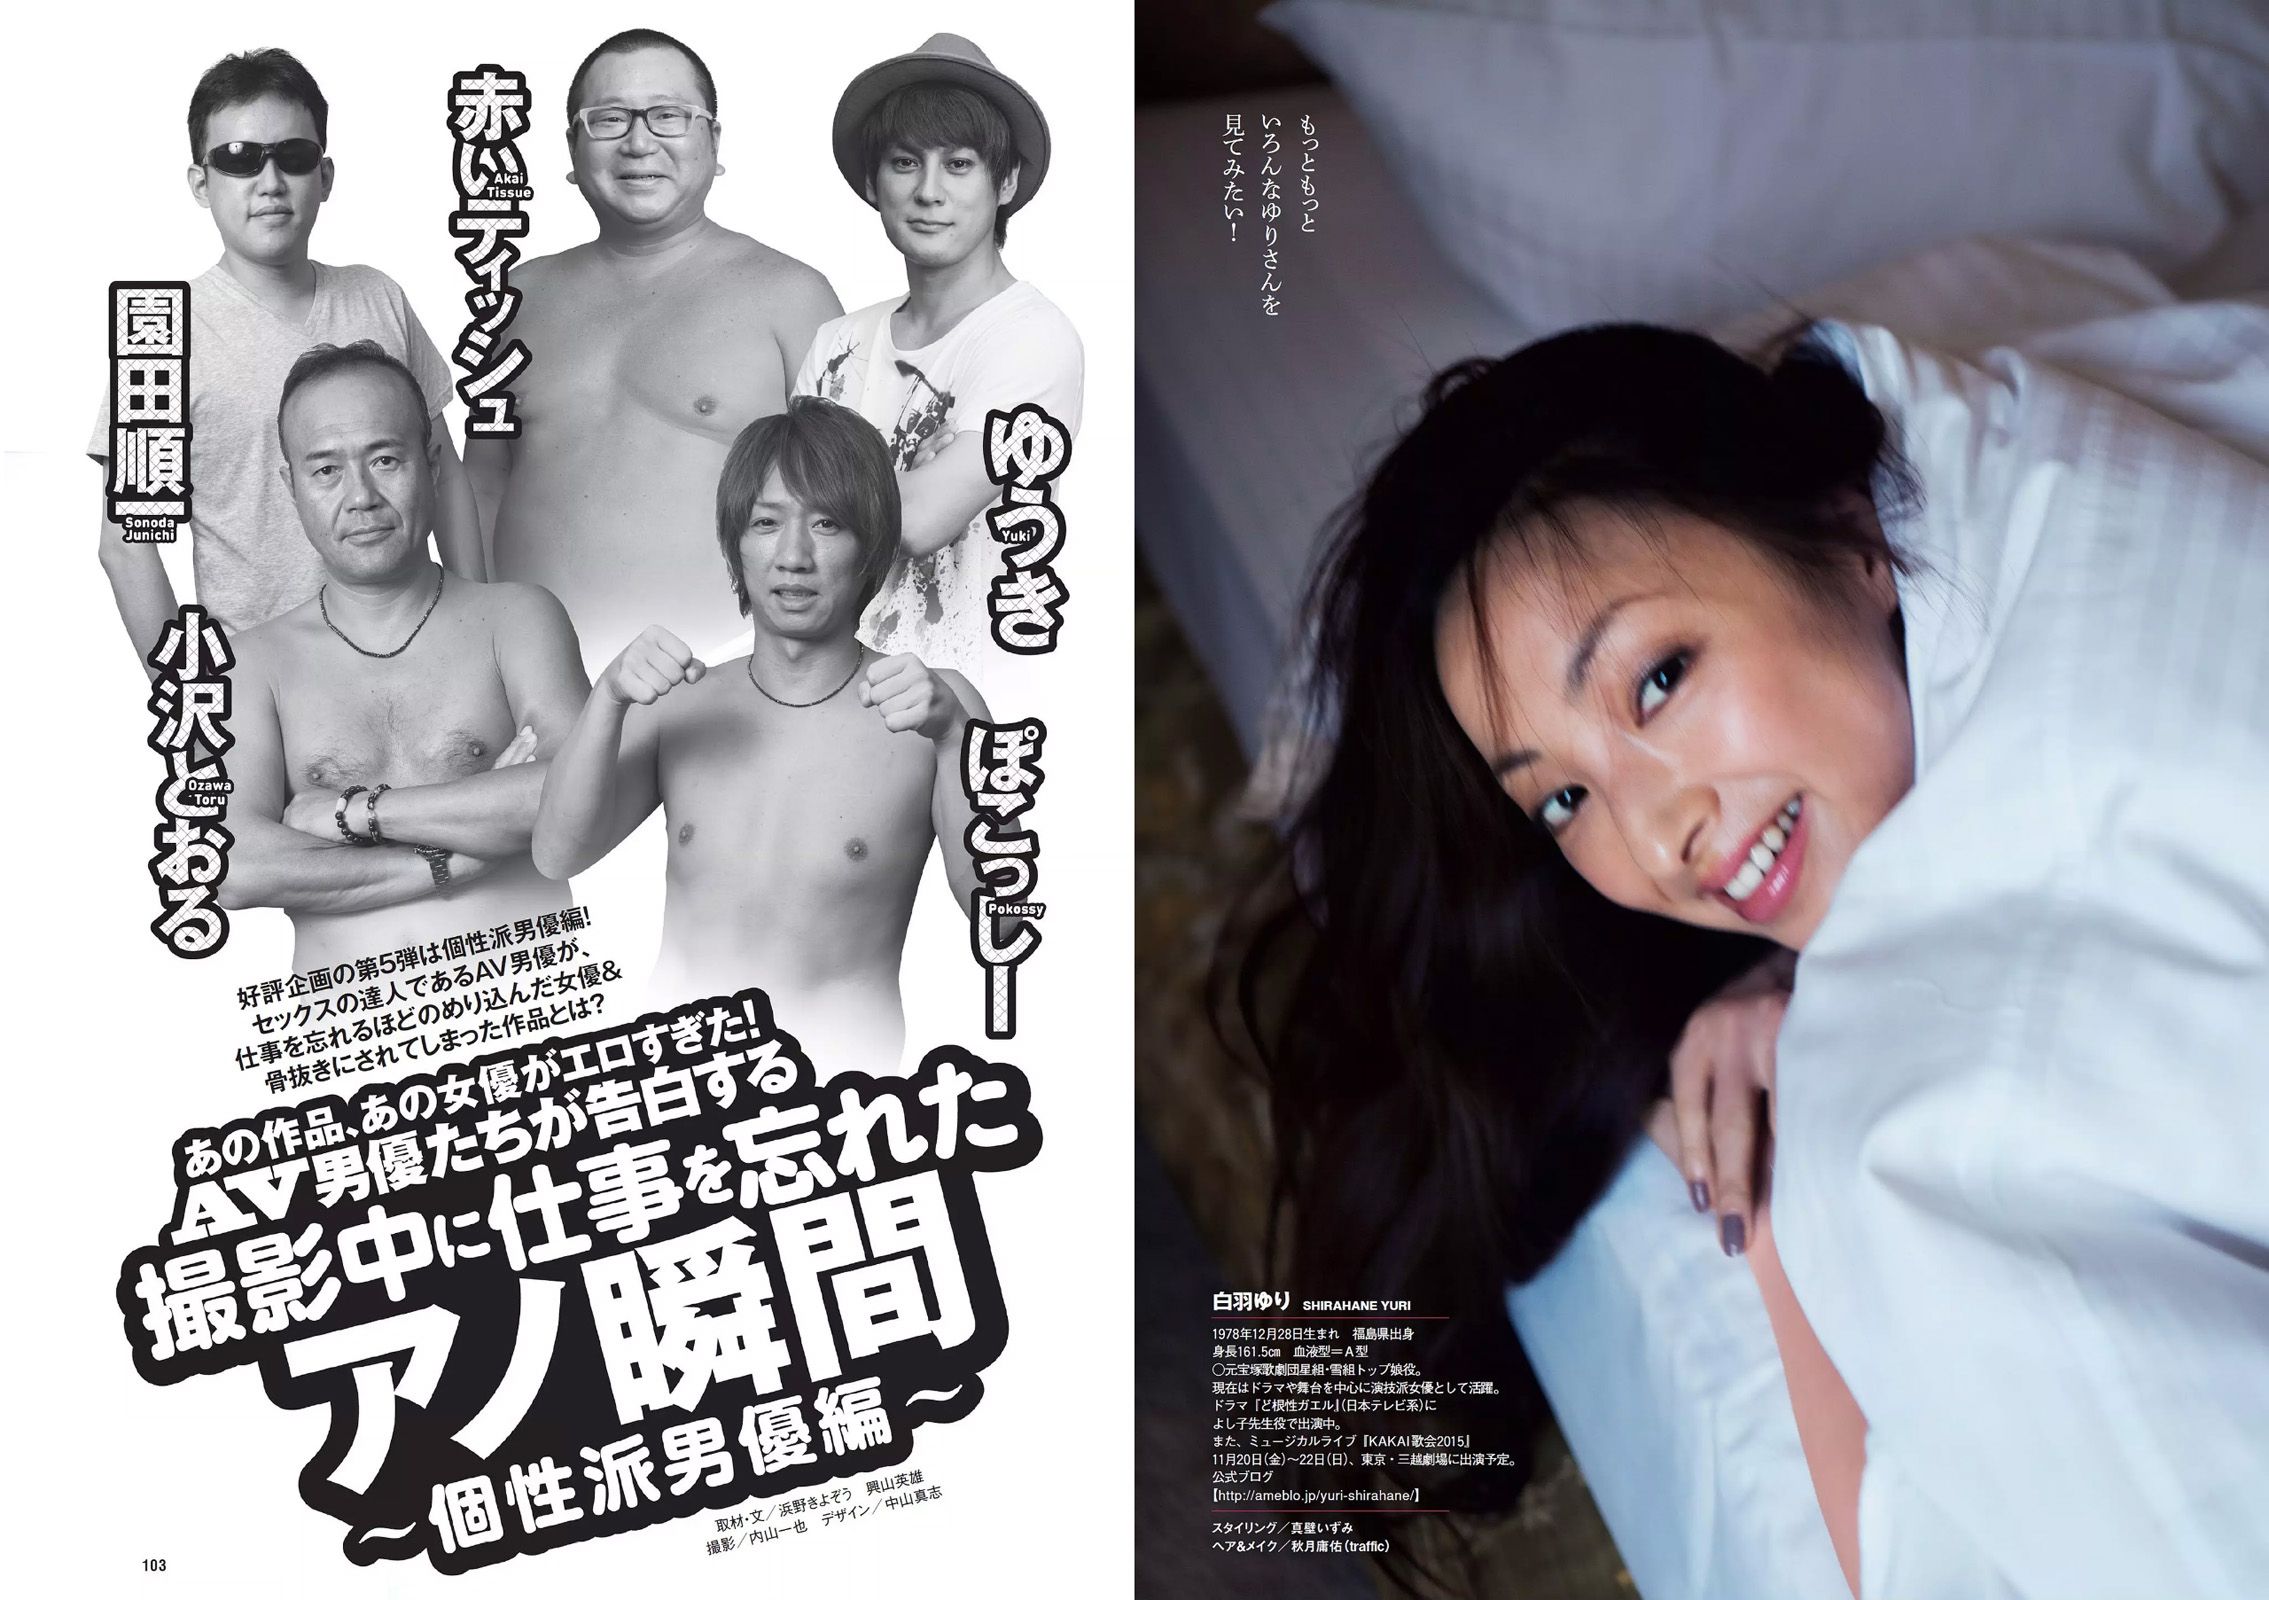 園田順一
Sonoda
Junichi
赤いティッシュ
Akai
Tissue
ゆうき
Yuki
小沢とおる
Ozawa
Toru
ぽこっしー
Pokossy
好評企画の第5弾は個性派男優編!
セックスの達人であるAV男優が、
仕事を忘れるほどのめり込んだ女優&
骨抜きにされてしまった作品とは?
あの作品、あの女優がエロすぎた!
AV男優たちが告白する
撮影中に仕事を忘れた
アノ瞬間
〜個性派男優編〜
取材・文/浜野きよぞう 興山英雄
撮影/内山一也 デザイン/中山真志
103
もっともっと
いろんなゆりさんを
見てみたい!
白羽ゆり SHIRAHANE YURI
1978年12月28日生まれ 福島県出身
身長161.5㎝ 血液型=A型
○元宝塚歌劇団星組・雪組トップ娘役。
現在はドラマや舞台を中心に演技派女優として活躍。
ドラマ『ど根性ガエル』(日本テレビ系)に
よし子先生役で出演中。
また、ミュージカルライブ『KAKAI歌会2015』
11月20日(金)〜22日(日)、東京・三越劇場に出演予定。
公式ブログ
【http://ameblo.jp/yuri-shirahane/】
スタイリング/真壁いずみ
ヘア&メイク/秋月庸佑(traffic)